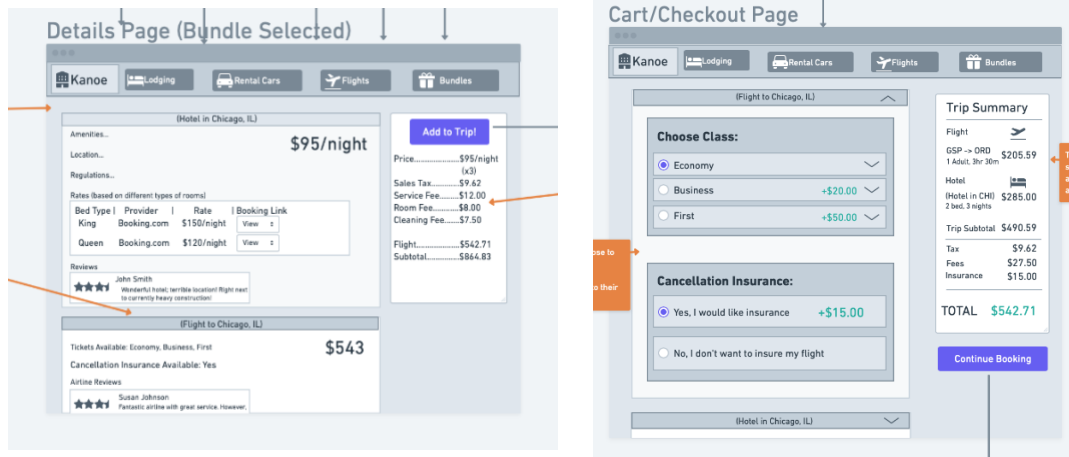 Details Page (Bundle Selected)
Kanoe
Lodging
Rental Cars
Flights
Bundles
(Hotel in Chicago, IL)
Amenities...
$95/night
Location...
Regulations...
Rates (based on different types of rooms)
Bed Type | Provider | Rate | Booking Link
King Booking.com $150/night View
Queen Booking.com $120/night View
Reviews
John Smith
Wonderful hotel; terrible location! Right next
to currently heavy construction!
(Flight to Chicago, IL)
Tickets Available: Economy, Business, First
$543
Cancellation Insurance Available: Yes
Airline Reviews
Susan Johnson
Fantastic airline with great service. However,
Add to Trip!
Price....................$95/night
(x3)
Sales Tax............$9.62
Service Fee........$12.00
Room Fee...........$8.00
Cleaning Fee......$7.50
Flight...................$542.71
Subtotal..............$864.83
Cart/Checkout Page
Kanoe
Lodging
Rental Cars
Flights
Bundles
(Flight to Chicago, IL)
Choose Class:
Economy
Business +$20.00
First +$50.00
ose to
o their
Cancellation Insurance:
Yes, I would like insurance +$15.00
No, I don't want to insure my flight
(Hotel in Chicago, IL)
Trip Summary
Flight
GSP -> ORD $205.59
1 Adult, 3hr 30m
Hotel
(Hotel in CHI) $285.00
2 bed, 3 nights
Trip Subtotal $490.59
Tax $9.62
Fees $27.50
Insurance $15.00
TOTAL $542.71
Continue Booking